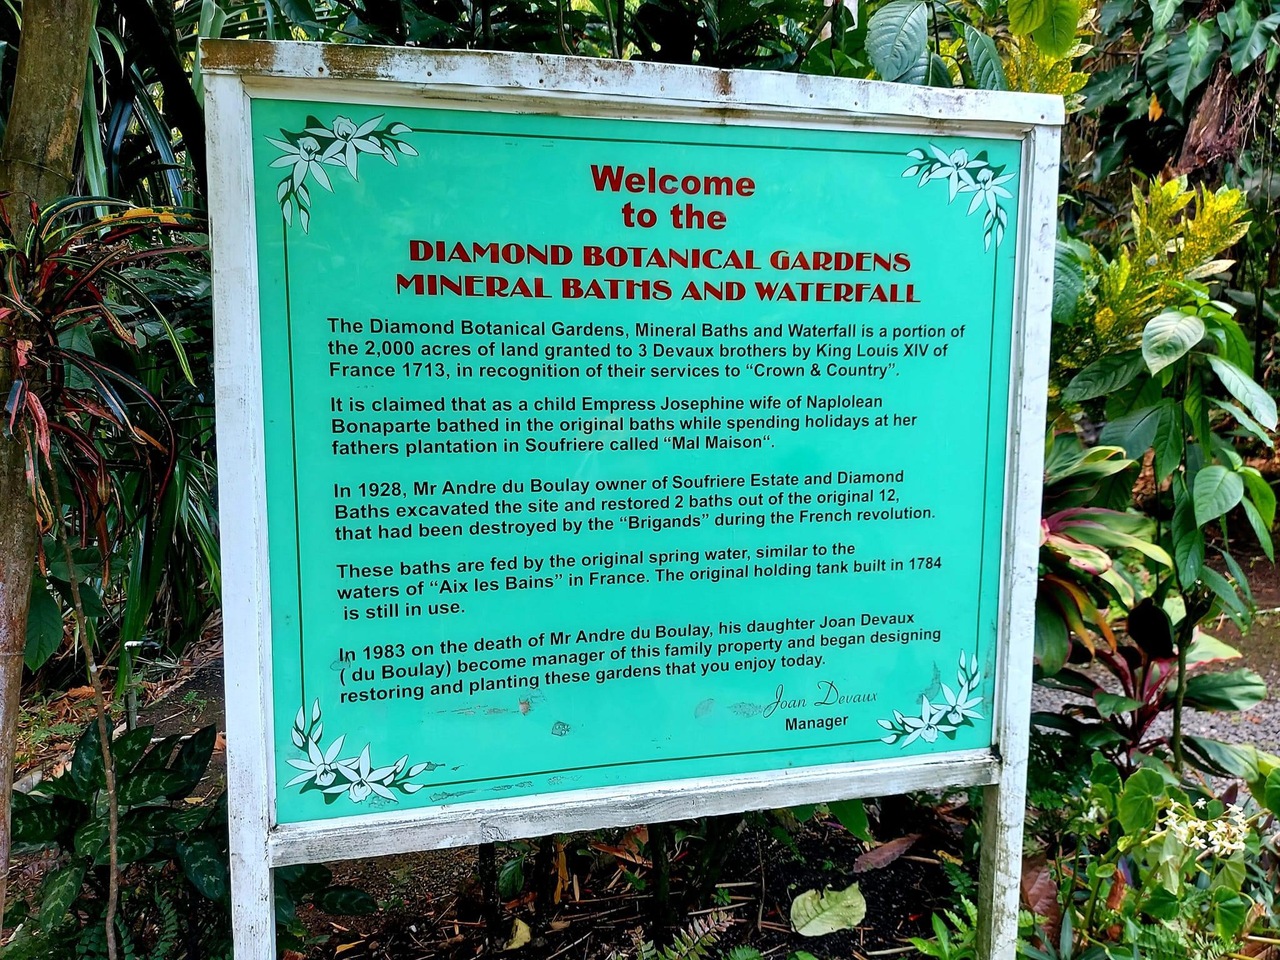 Welcome
to the
DIAMOND BOTANICAL GARDENS
MINERAL BATHS AND WATERFALL
The Diamond Botanical Gardens, Mineral Baths and Waterfall is a portion of
the 2,000 acres of land granted to 3 Devaux brothers by King Louis XIV of
France 1713, in recognition of their services to “Crown & Country”.
It is claimed that as a child Empress Josephine wife of Naplolean
Bonaparte bathed in the original baths while spending holidays at her
fathers plantation in Soufriere called “Mal Maison“.
In 1928, Mr Andre du Boulay owner of Soufriere Estate and Diamond
Baths excavated the site and restored 2 baths out of the original 12,
that had been destroyed by the “Brigands” during the French revolution.
These baths are fed by the original spring water, similar to the
waters of “Aix les Bains” in France. The original holding tank built in 1784
is still in use.
In 1983 on the death of Mr Andre du Boulay, his daughter Joan Devaux
( du Boulay) become manager of this family property and began designing
restoring and planting these gardens that you enjoy today.
Joan Devaux
Manager